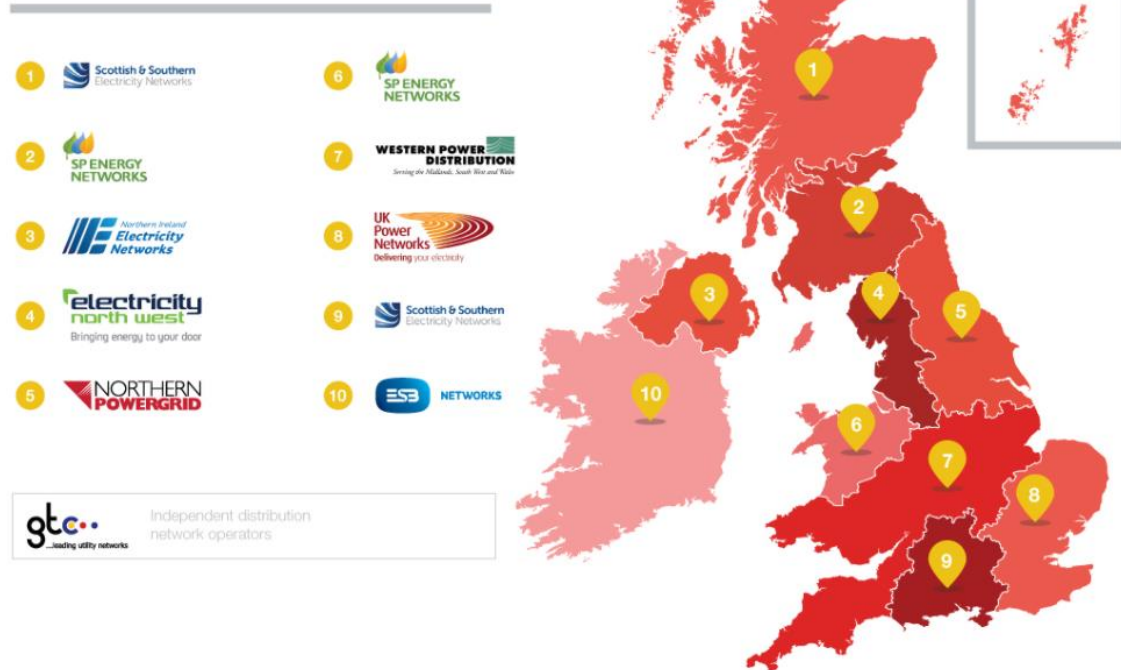 1
Scottish & Southern
Electricity Networks
2
SP ENERGY
NETWORKS
3
Northern Ireland
Electricity
Networks
4
electricity
north west
Bringing energy to your door
5
NORTHERN
POWERGRID
6
SP ENERGY
NETWORKS
7
WESTERN POWER
DISTRIBUTION
Serving the Midlands, South West and Wales
8
UK
Power
Networks
Delivering your electricity
9
Scottish & Southern
Electricity Networks
10
ESB NETWORKS
gtc
...leading utility networks
Independent distribution
network operators
1
2
3
4
5
10
6
7
8
9